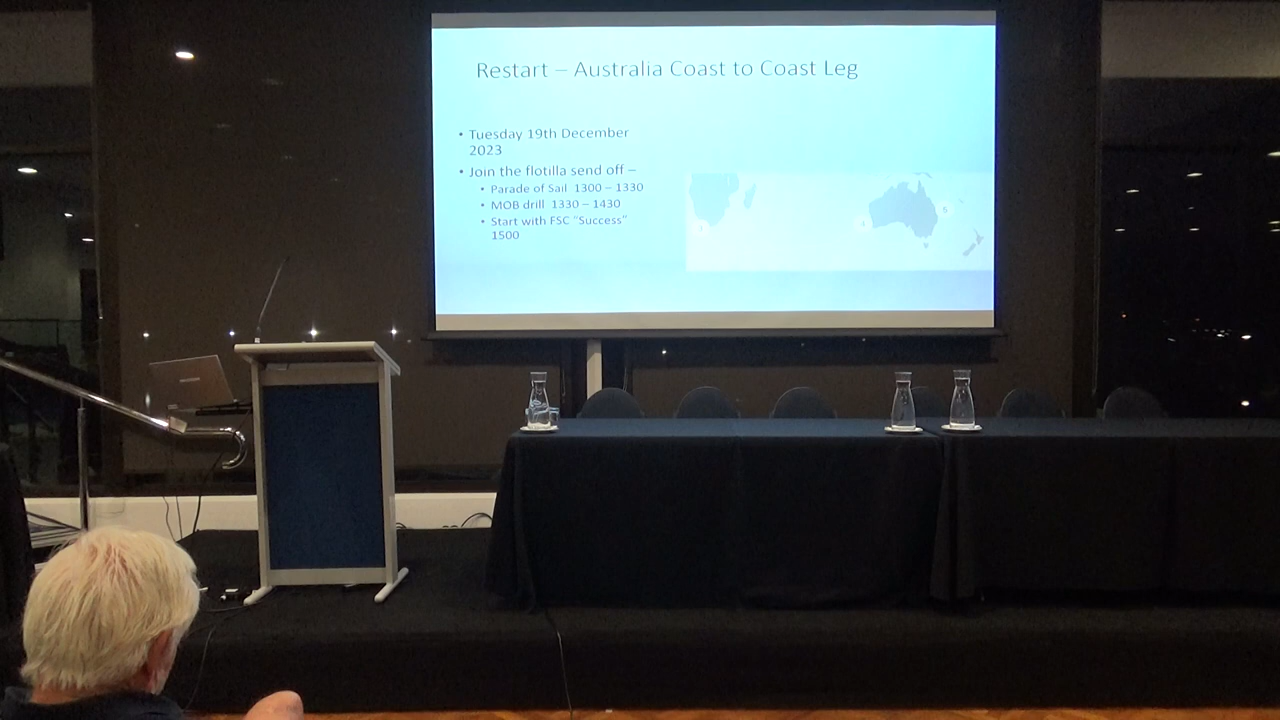 Restart – Australia Coast to Coast Leg
• Tuesday 19th December
2023
• Join the flotilla send off –
• Parade of Sail 1300 – 1330
• MOB drill 1330 – 1430
• Start with FSC "Success"
1500
5